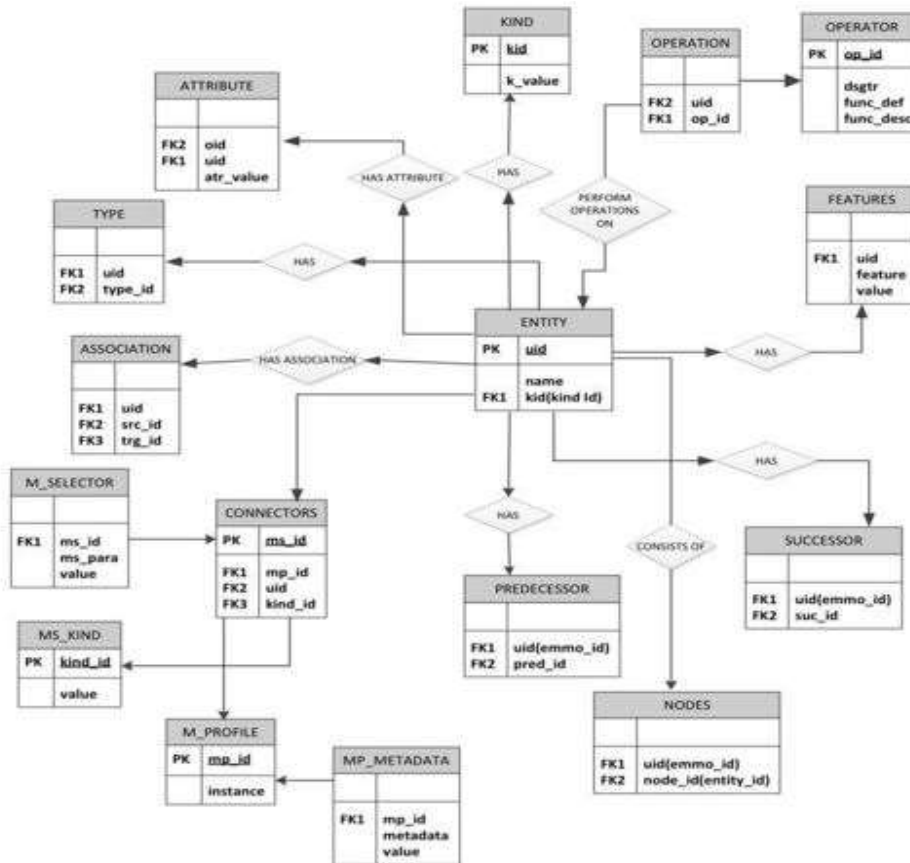 KIND
PK kid
k_value
OPERATION
FK2 uid
FK1 op_id
OPERATOR
PK op_id
dsgtr
func_def
func_desc
ATTRIBUTE
FK2 oid
FK1 uid
atr_value
HAS ATTRIBUTE
HAS
PERFORM
OPERATIONS
ON
TYPE
FK1 uid
FK2 type_id
HAS
FEATURES
FK1 uid
feature
value
ENTITY
PK uid
name
FK1 kid(kind Id)
HAS
ASSOCIATION
FK1 uid
FK2 src_id
FK3 trg_id
HAS ASSOCIATION
HAS
M_SELECTOR
FK1 ms_id
ms_para
value
CONNECTORS
PK ms_id
FK1 mp_id
FK2 uid
FK3 kind_id
HAS
CONSISTS OF
SUCCESSOR
FK1 uid(emmo_id)
FK2 suc_id
PREDECESSOR
FK1 uid(emmo_id)
FK2 pred_id
MS_KIND
PK kind_id
value
NODES
FK1 uid(emmo_id)
FK2 node_id(entity_id)
M_PROFILE
PK mp_id
instance
MP_METADATA
FK1 mp_id
metadata
value